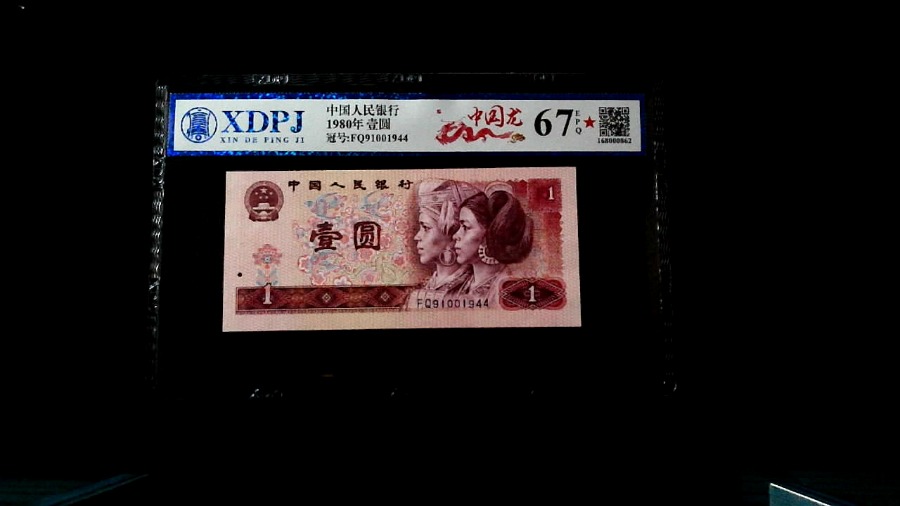 XDPJ
XIN DE PING JI
中国人民银行
1980年 壹圆
冠号:FQ91001944
中国龙
67
EPQ
168000862
中国人民银行
1
壹圆
1
FQ91001944
1